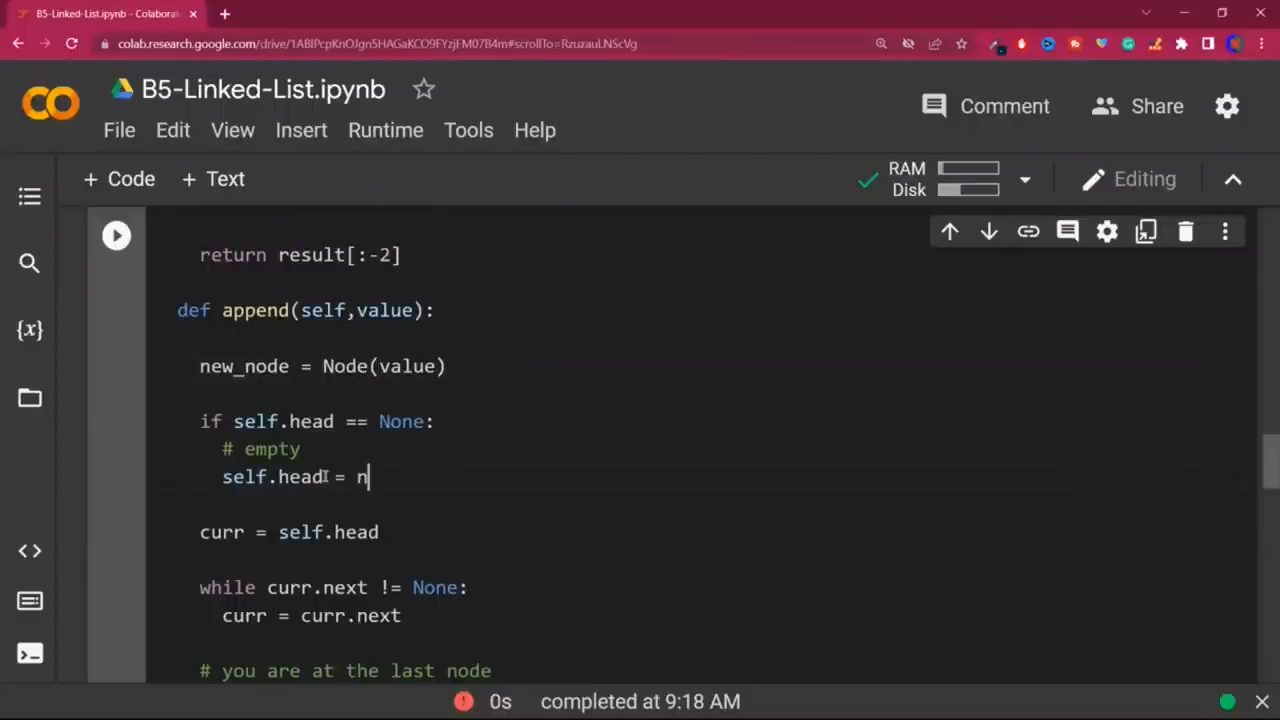 B5-Linked-List.ipynb - Colaborat
colab.research.google.com/drive/1ABlPcpKnOJgn5HAGaKCO9FYzjFM07B4m#scrollTo=RzuzauLNScVg
B5-Linked-List.ipynb
Comment
Share
File Edit View Insert Runtime Tools Help
+ Code + Text
RAM
Disk
Editing
return result[:-2]
def append(self,value):
new_node = Node(value)
if self.head == None:
# empty
self.head = n
curr = self.head
while curr.next != None:
curr = curr.next
# you are at the last node
0s completed at 9:18 AM